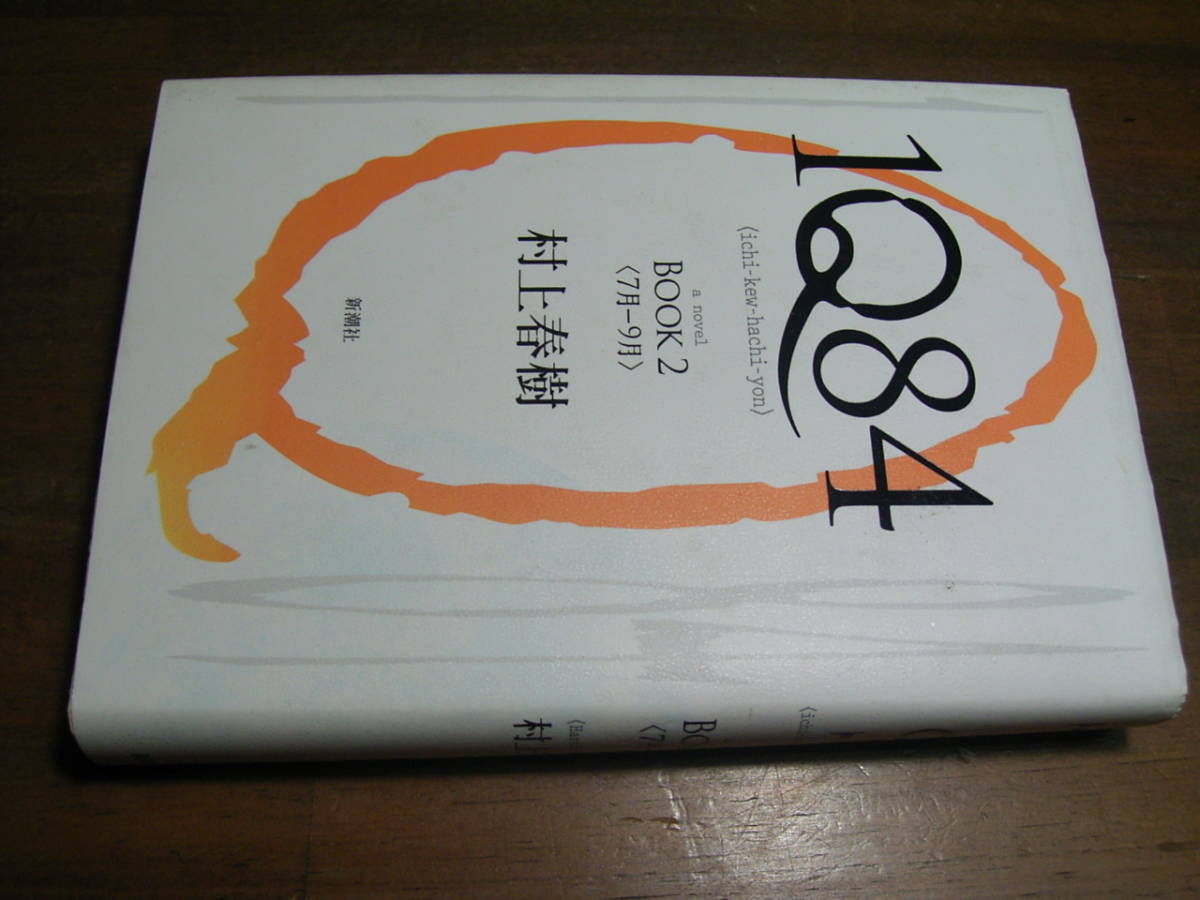 1Q84
〈ichi-kew-hachi-yon〉
a novel
BOOK 2
〈7月-9月〉
村上春樹
新潮社